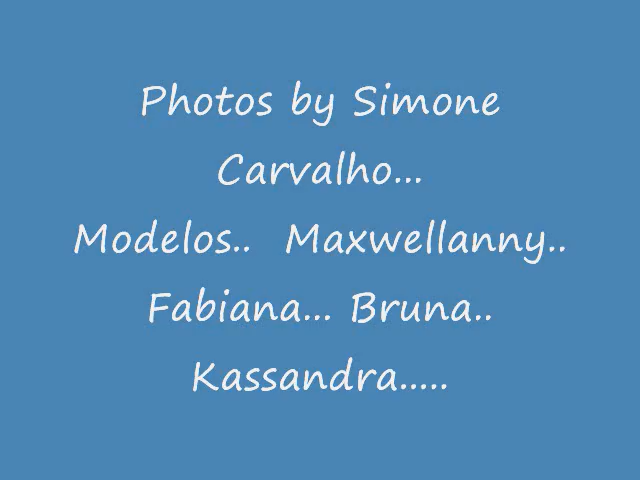 Photos by Simone
Carvalho...
Modelos..  Maxwellanny..
Fabiana... Bruna..
Kassandra.....